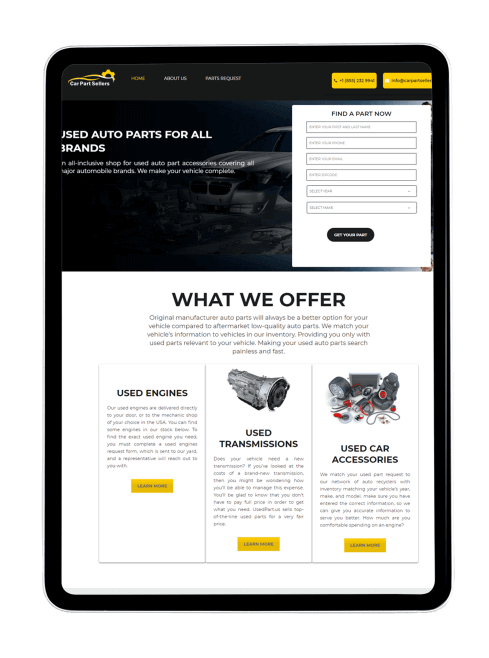 Car Part Sellers
HOME
ABOUT US
PARTS REQUEST
+1 (855) 232 9941
info@carpartseller
USED AUTO PARTS FOR ALL
BRANDS
n all-inclusive shop for used auto part accessories covering all
ajor automobile brands. We make your vehicle complete.
FIND A PART NOW
ENTER YOUR FIRST AND LAST NAME
ENTER YOUR PHONE
ENTER YOUR EMAIL
ENTER ZIPCODE
SELECT YEAR
SELECT MAKE
GET YOUR PART
WHAT WE OFFER
Original manufacturer auto parts will always be a better option for your
vehicle compared to aftermarket low-quality auto parts. We match your
vehicle's information to vehicles in our inventory. Providing you only with
used parts relevant to your vehicle. Making your used auto parts search
painless and fast.
USED ENGINES
Our used engines are delivered directly
to your door, or to the mechanic shop
of your choice in the USA. You can find
some engines in our stock below. To
find the exact used engine you need,
you must complete a used engines
request form, which is sent to our yard,
and a representative will reach out to
you with.
LEARN MORE
USED
TRANSMISSIONS
Does your vehicle need a new
transmission? If you've looked at the
costs of a brand-new transmission,
then you might be wondering how
you'll be able to manage this expense.
You'll be glad to know that you don't
have to pay full price in order to get
what you need. UsedPartus sells top-
of-the-line used parts for a very fair
price.
LEARN MORE
USED CAR
ACCESSORIES
We match your used part request to
our network of auto recyclers with
inventory matching your vehicle's year,
make, and model. make sure you have
entered the correct information, so we
can give you accurate information to
serve you better. How much are you
comfortable spending on an engine?
LEARN MORE